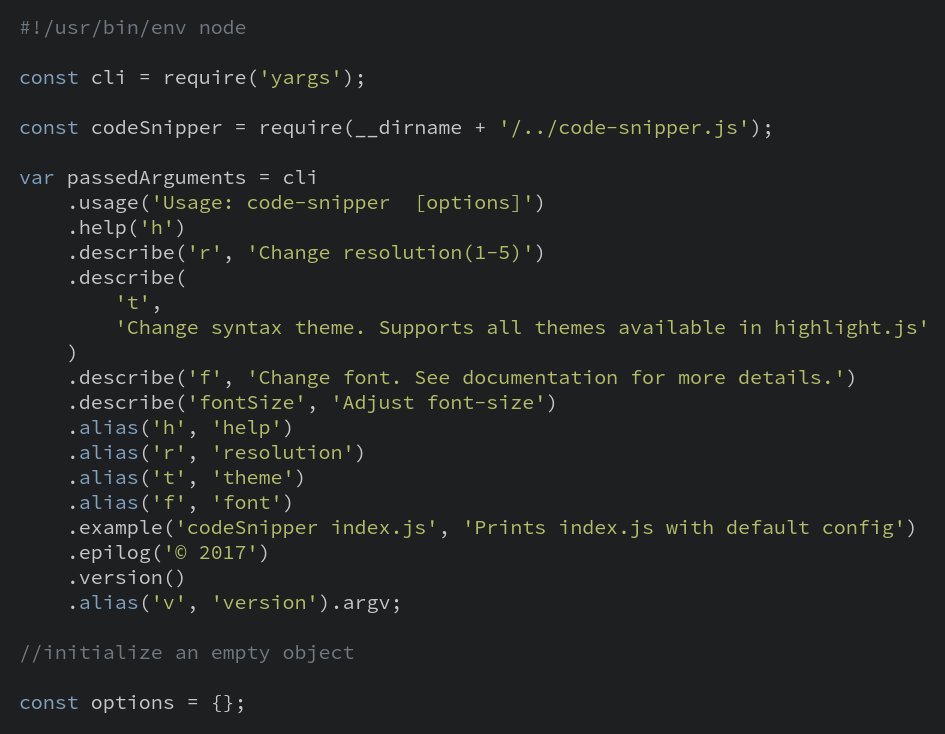 #!/usr/bin/env node

const cli = require('yargs');

const codeSnipper = require(__dirname + '/../code-snipper.js');

var passedArguments = cli
    .usage('Usage: code-snipper  [options]')
    .help('h')
    .describe('r', 'Change resolution(1-5)')
    .describe(
        't',
        'Change syntax theme. Supports all themes available in highlight.js'
    )
    .describe('f', 'Change font. See documentation for more details.')
    .describe('fontSize', 'Adjust font-size')
    .alias('h', 'help')
    .alias('r', 'resolution')
    .alias('t', 'theme')
    .alias('f', 'font')
    .example('codeSnipper index.js', 'Prints index.js with default config')
    .epilog('© 2017')
    .version()
    .alias('v', 'version').argv;

//initialize an empty object

const options = {};